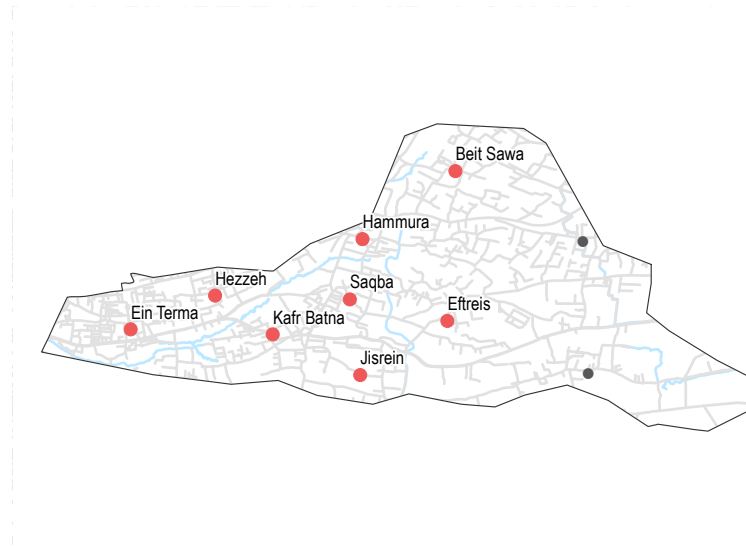 Beit Sawa
Hammura
Hezzeh
Saqba
Ein Terma
Kafr Batna
Eftreis
Jisrein